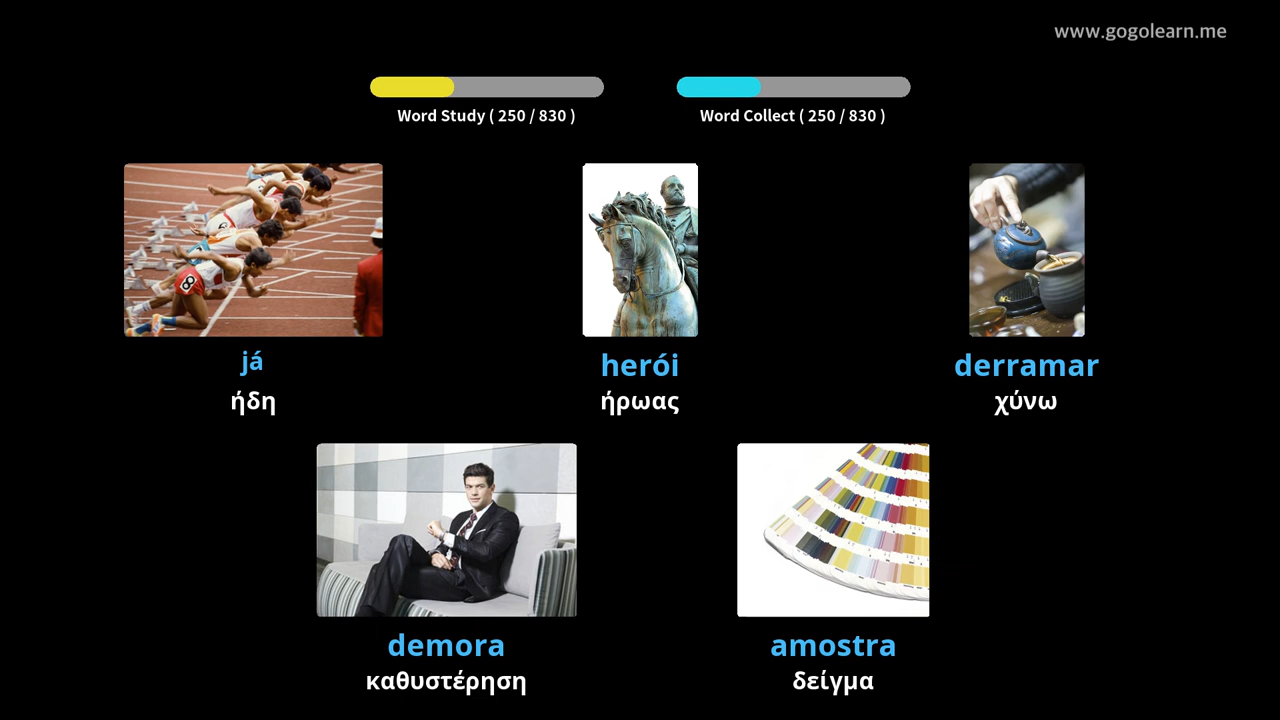 www.gogolearn.me
Word Study ( 250 / 830 )
Word Collect ( 250 / 830 )
8
já
ήδη
herói
ήρωας
derramar
χύνω
demora
καθυστέρηση
amostra
δείγμα